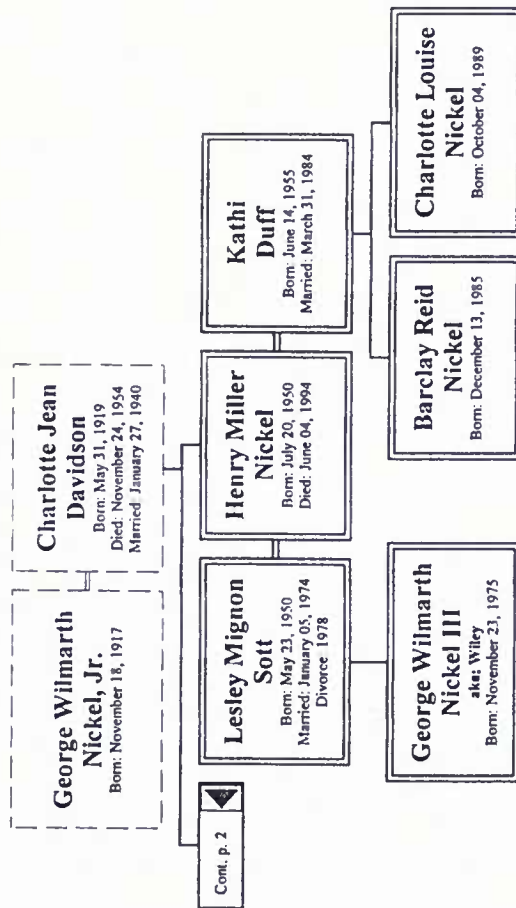 George Wilmarth
Nickel, Jr.
Born: November 18, 1917
Charlotte Jean
Davidson
Born: May 31, 1919
Died: November 24, 1954
Married: January 27, 1940
Cont. p. 2
Lesley Mignon
Sott
Born: May 23, 1950
Married: January 05, 1974
Divorce 1978
Henry Miller
Nickel
Born: July 20, 1950
Died: June 04, 1994
Kathi
Duff
Born: June 14, 1955
Married: March 31, 1984
George Wilmarth
Nickel III
aka: Wiley
Born: November 23, 1975
Barclay Reid
Nickel
Born: December 13, 1985
Charlotte Louise
Nickel
Born: October 04, 1989